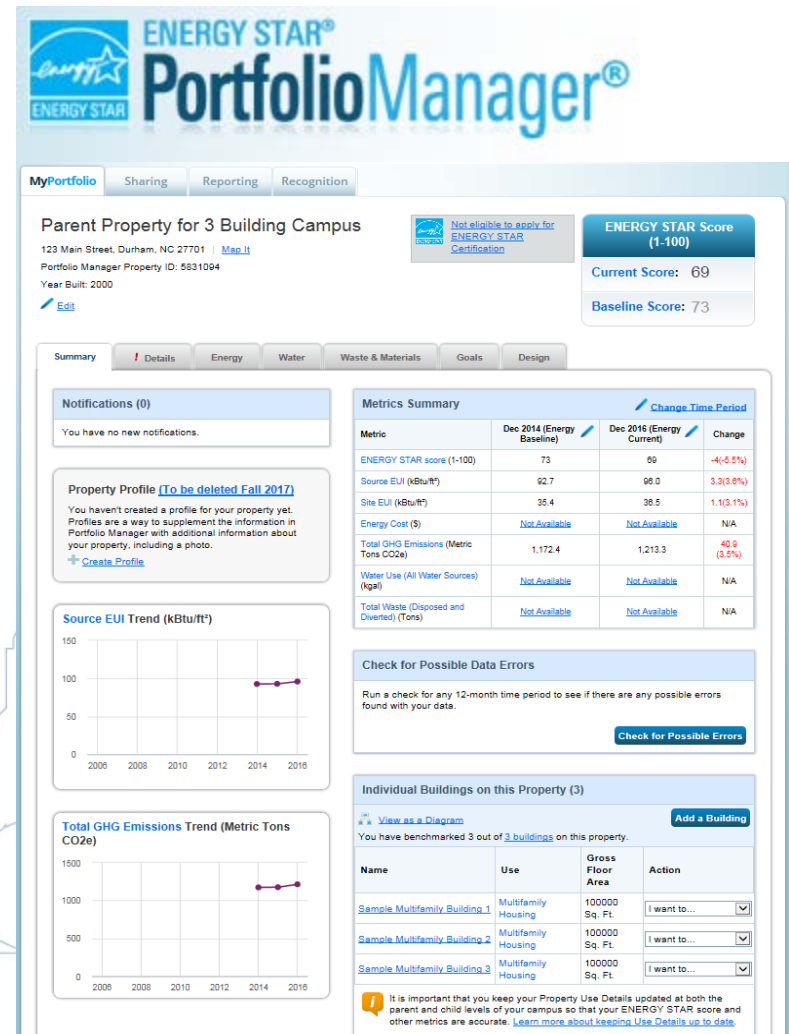 ENERGY STAR®
PortfolioManager®
energy
ENERGY STAR
MyPortfolio Sharing Reporting Recognition
Parent Property for 3 Building Campus
123 Main Street, Durham, NC 27701 | Map It
Portfolio Manager Property ID: 5831094
Year Built: 2000
Edit
Not eligible to apply for
ENERGY STAR
Certification
ENERGY STAR Score
(1-100)
Current Score: 69
Baseline Score: 73
Summary ! Details Energy Water Waste & Materials Goals Design
Notifications (0)
You have no new notifications.
Property Profile (To be deleted Fall 2017)
You haven't created a profile for your property yet.
Profiles are a way to supplement the information in
Portfolio Manager with additional information about
your property, including a photo.
Create Profile
Source EUI Trend (kBtu/ft²)
150
100
50
0
2006 2008 2010 2012 2014 2016
Total GHG Emissions Trend (Metric Tons
CO2e)
1500
1000
500
0
2006 2008 2010 2012 2014 2016
Metrics Summary Change Time Period
Metric Dec 2014 (Energy Baseline) Dec 2016 (Energy Current) Change
ENERGY STAR score (1-100) 73 69 -4(-5.5%)
Source EUI (kBtu/ft²) 92.7 96.0 3.3(3.6%)
Site EUI (kBtu/ft²) 35.4 36.5 1.1(3.1%)
Energy Cost ($) Not Available Not Available N/A
Total GHG Emissions (Metric Tons CO2e) 1,172.4 1,213.3 40.9 (3.5%)
Water Use (All Water Sources) (kgal) Not Available Not Available N/A
Total Waste (Disposed and Diverted) (Tons) Not Available Not Available N/A
Check for Possible Data Errors
Run a check for any 12-month time period to see if there are any possible errors
found with your data.
Check for Possible Errors
Individual Buildings on this Property (3)
View as a Diagram Add a Building
You have benchmarked 3 out of 3 buildings on this property.
Name Use Gross Floor Area Action
Sample Multifamily Building 1 Multifamily Housing 100000 Sq. Ft. I want to...
Sample Multifamily Building 2 Multifamily Housing 100000 Sq. Ft. I want to...
Sample Multifamily Building 3 Multifamily Housing 100000 Sq. Ft. I want to...
It is important that you keep your Property Use Details updated at both the
parent and child levels of your campus so that your ENERGY STAR score and
other metrics are accurate. Learn more about keeping Use Details up to date.